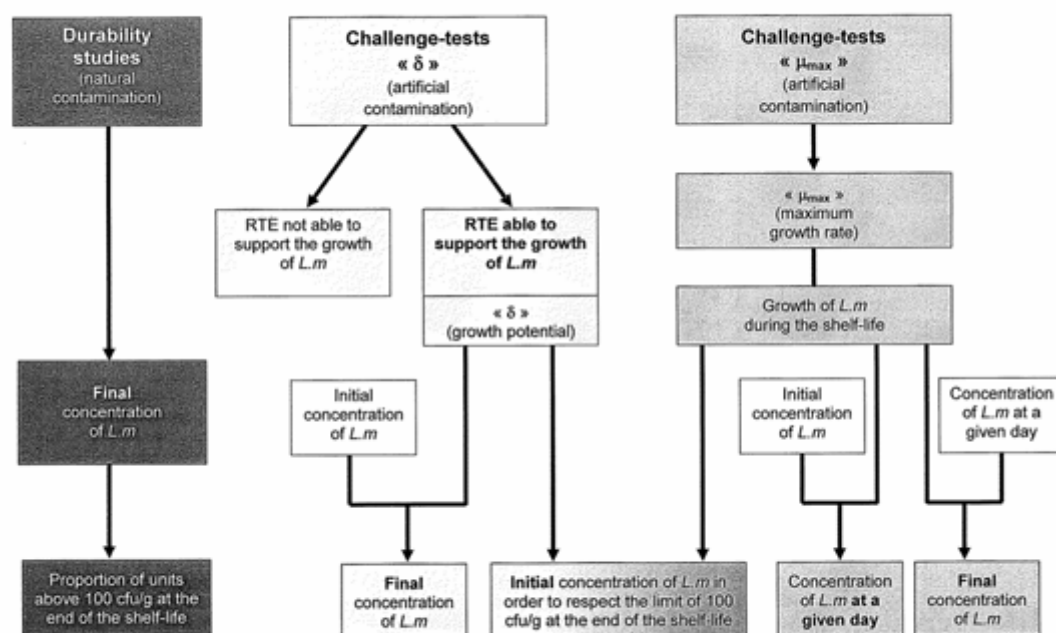 Durability
studies
(natural
contamination)
Challenge-tests
« δ »
(artificial
contamination)
Challenge-tests
« μmax »
(artificial
contamination)
RTE not able to
support the growth
of L.m
RTE able to
support the growth
of L.m
« δ »
(growth potential)
« μmax »
(maximum
growth rate)
Growth of L.m
during the shelf-life
Final
concentration
of L.m
Initial
concentration
of L.m
Initial
concentration
of L.m
Concentration
of L.m at a
given day
Proportion of units
above 100 cfu/g at the
end of the shelf-life
Final
concentration
of L.m
Initial concentration of L.m in
order to respect the limit of 100
cfu/g at the end of the shelf-life
Concentration
of L.m at a
given day
Final
concentration
of L.m